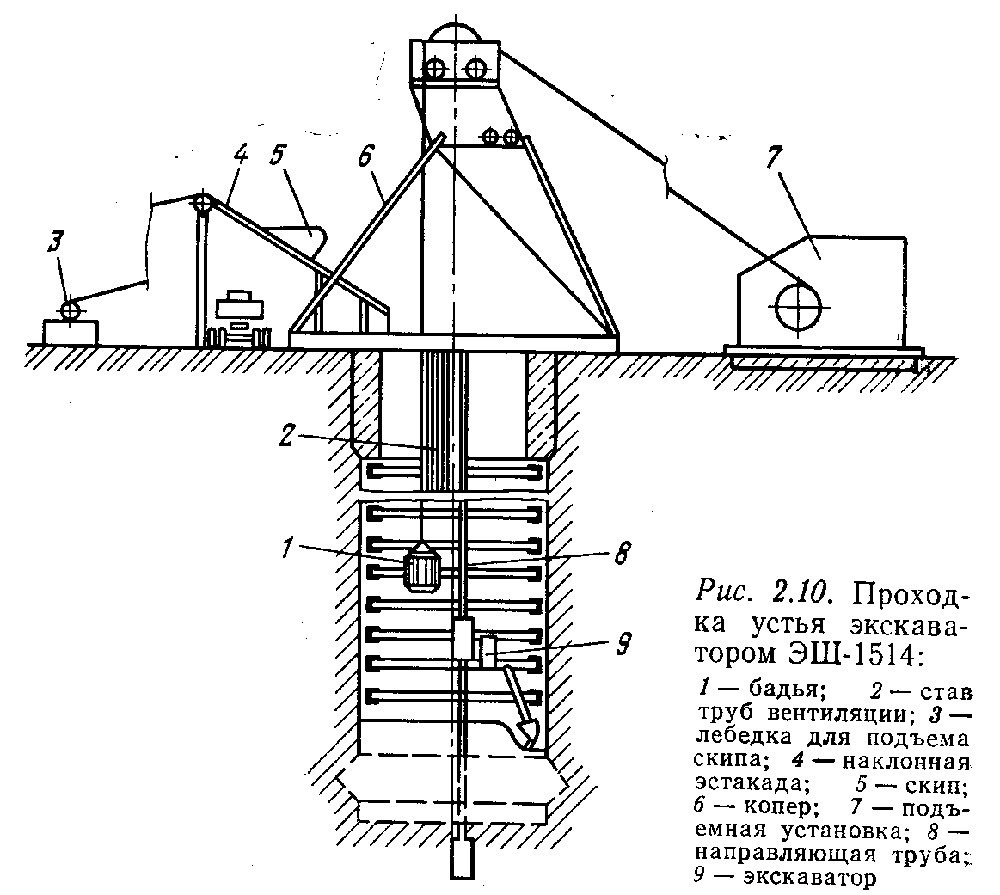 4
5
6
7
3
2
1
8
9
Рис. 2.10. Проход-
ка устья экскава-
тором ЭШ-1514:
1 — бадья; 2 — став
труб вентиляции; 3 —
лебедка для подъема
скипа; 4 — наклонная
эстакада; 5 — скип;
6 — копер; 7 — подъ-
емная установка; 8 —
направляющая труба;
9 — экскаватор